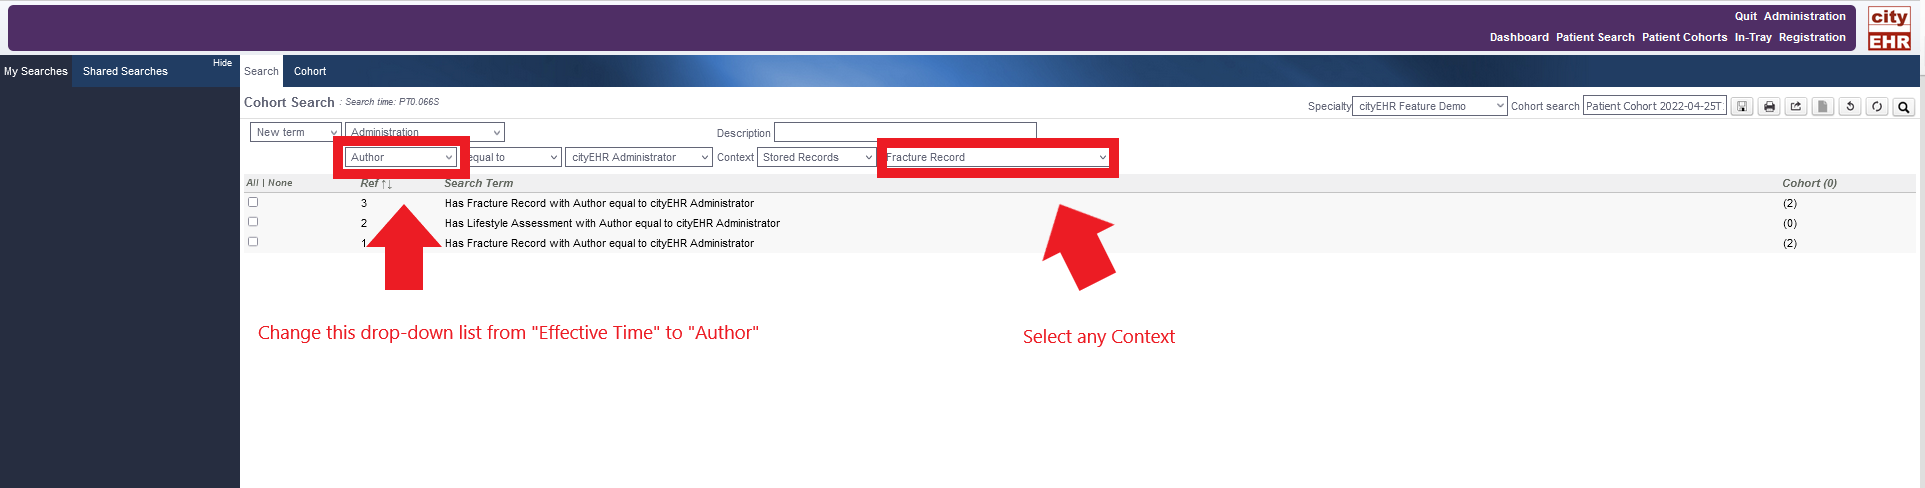 Quit Administration
city
EHR
Dashboard Patient Search Patient Cohorts In-Tray Registration
My Searches Shared Searches Hide
Search Cohort
Cohort Search : Search time: PT0.066S
Specialty cityEHR Feature Demo Cohort search Patient Cohort 2022-04-25T
New term Administration Description
Author equal to cityEHR Administrator Context Stored Records Fracture Record
All | None Ref ↑↓ Search Term Cohort (0)
3 Has Fracture Record with Author equal to cityEHR Administrator (2)
2 Has Lifestyle Assessment with Author equal to cityEHR Administrator (0)
1 Has Fracture Record with Author equal to cityEHR Administrator (2)
Change this drop-down list from "Effective Time" to "Author"
Select any Context